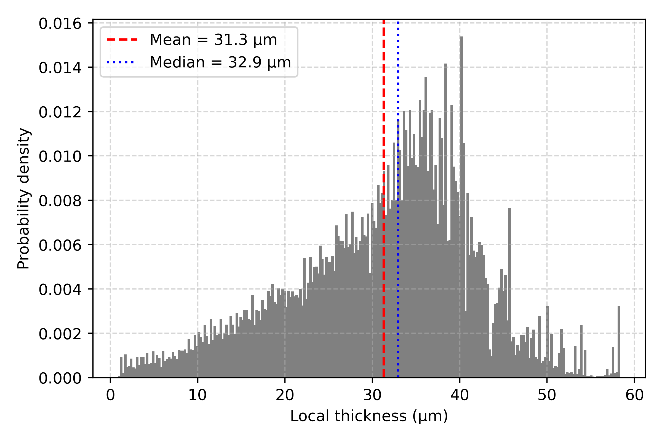 0.016
0.014
0.012
0.010
0.008
0.006
0.004
0.002
0.000
Probability density
Mean = 31.3 μm
Median = 32.9 μm
0 10 20 30 40 50 60
Local thickness (μm)